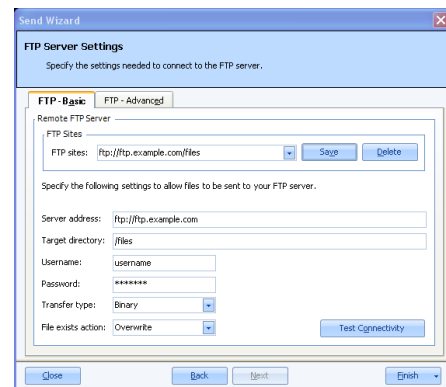 Send Wizard
FTP Server Settings
Specify the settings needed to connect to the FTP server.
FTP - Basic FTP - Advanced
Remote FTP Server
FTP Sites
FTP sites: ftp://ftp.example.com/files Save Delete
Specify the following settings to allow files to be sent to your FTP server.
Server address: ftp://ftp.example.com
Target directory: /files
Username: username
Password: *******
Transfer type: Binary
File exists action: Overwrite Test Connectivity
Close Back Next Finish